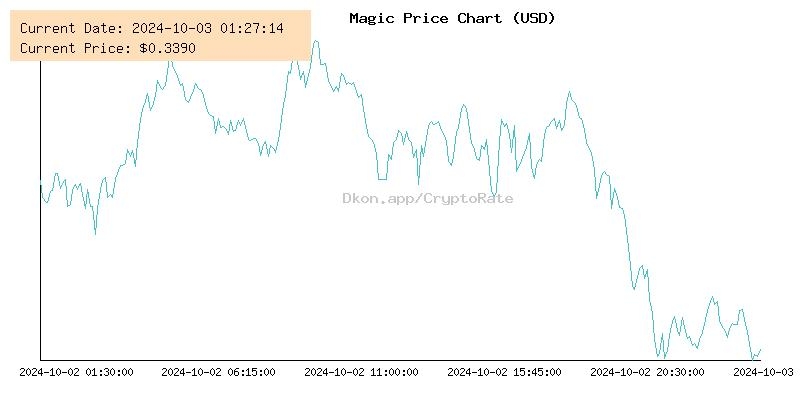 Magic Price Chart (USD)
Current Date: 2024-10-03 01:27:14
Current Price: $0.3390
Dkon.app/CryptoRate
2024-10-02 01:30:00 2024-10-02 06:15:00 2024-10-02 11:00:00 2024-10-02 15:45:00 2024-10-02 20:30:00 2024-10-03